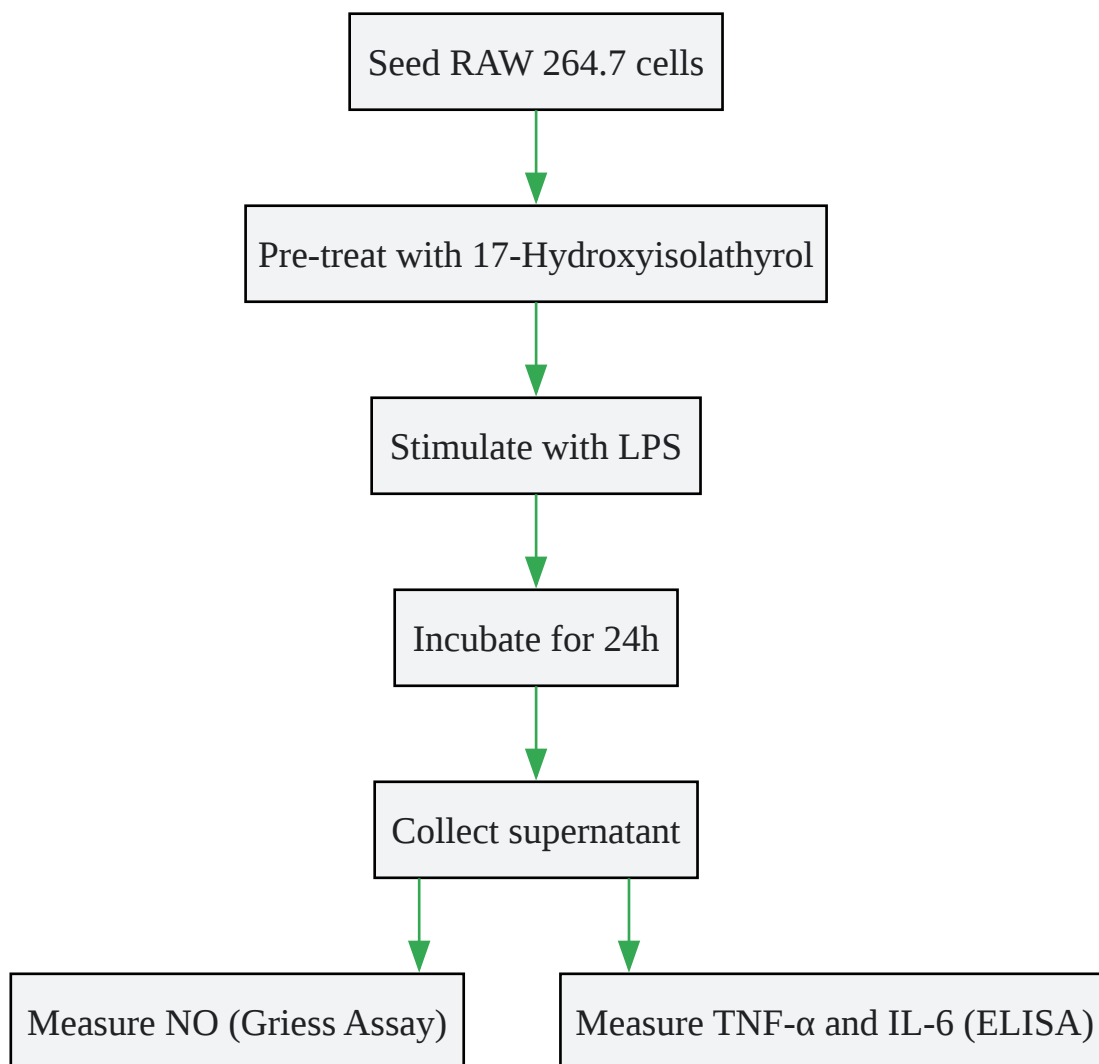 Seed RAW 264.7 cells
Pre-treat with 17-Hydroxyisolathyrol
Stimulate with LPS
Incubate for 24h
Collect supernatant
Measure NO (Griess Assay)
Measure TNF-α and IL-6 (ELISA)